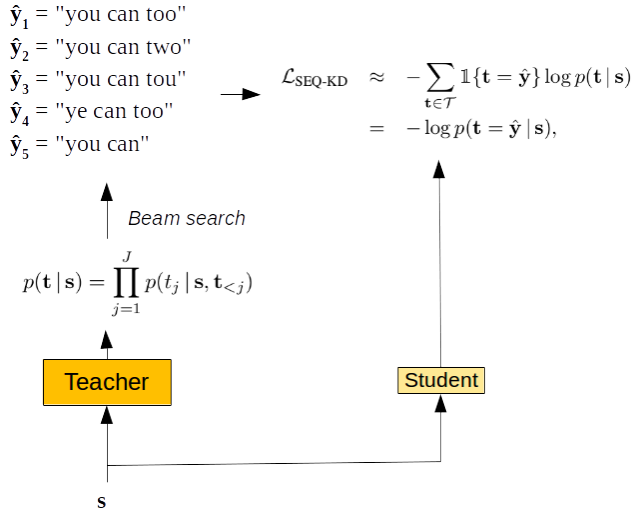 ŷ₁ = "you can too"
ŷ₂ = "you can two"
ŷ₃ = "you can tou"
ŷ₄ = "ye can too"
ŷ₅ = "you can"
ℒ_SEQ-KD ≈ −∑_{t∈𝒯} 𝟙{t = ŷ} log p(t | s)
= −log p(t = ŷ | s),
Beam search
p(t | s) = ∏_{j=1}^{J} p(t_j | s, t_{<j})
Teacher
Student
s